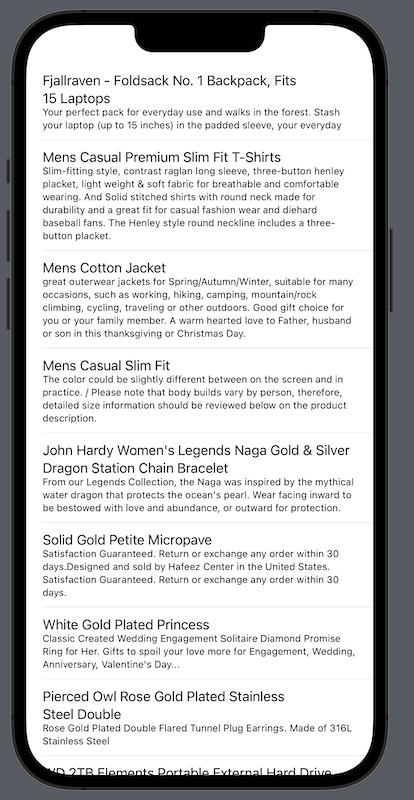 Fjallraven - Foldsack No. 1 Backpack, Fits
15 Laptops
Your perfect pack for everyday use and walks in the forest. Stash
your laptop (up to 15 inches) in the padded sleeve, your everyday
Mens Casual Premium Slim Fit T-Shirts
Slim-fitting style, contrast raglan long sleeve, three-button henley
placket, light weight & soft fabric for breathable and comfortable
wearing. And Solid stitched shirts with round neck made for
durability and a great fit for casual fashion wear and diehard
baseball fans. The Henley style round neckline includes a three-
button placket.
Mens Cotton Jacket
great outerwear jackets for Spring/Autumn/Winter, suitable for many
occasions, such as working, hiking, camping, mountain/rock
climbing, cycling, traveling or other outdoors. Good gift choice for
you or your family member. A warm hearted love to Father, husband
or son in this thanksgiving or Christmas Day.
Mens Casual Slim Fit
The color could be slightly different between on the screen and in
practice. / Please note that body builds vary by person, therefore,
detailed size information should be reviewed below on the product
description.
John Hardy Women's Legends Naga Gold & Silver
Dragon Station Chain Bracelet
From our Legends Collection, the Naga was inspired by the mythical
water dragon that protects the ocean's pearl. Wear facing inward to
be bestowed with love and abundance, or outward for protection.
Solid Gold Petite Micropave
Satisfaction Guaranteed. Return or exchange any order within 30
days.Designed and sold by Hafeez Center in the United States.
Satisfaction Guaranteed. Return or exchange any order within 30
days.
White Gold Plated Princess
Classic Created Wedding Engagement Solitaire Diamond Promise
Ring for Her. Gifts to spoil your love more for Engagement, Wedding,
Anniversary, Valentine's Day...
Pierced Owl Rose Gold Plated Stainless
Steel Double
Rose Gold Plated Double Flared Tunnel Plug Earrings. Made of 316L
Stainless Steel
WD 2TB Elements Portable External Hard Drive